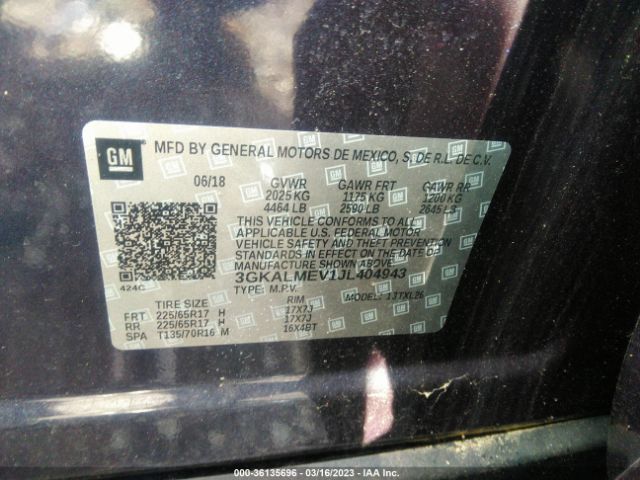 GM MFD BY GENERAL MOTORS DE MEXICO, S. DE R.L. DE C.V.
06/18 GVWR GAWR FRT GAWR RR
2025 KG 1175 KG 1200 KG
4464 LB 2590 LB 2645 LB
THIS VEHICLE CONFORMS TO ALL
APPLICABLE U.S. FEDERAL MOTOR
VEHICLE SAFETY AND THEFT PREVENTION
STANDARDS IN EFFECT ON THE DATE OF
MANUFACTURE SHOWN ABOVE.
3GKALMEV1JL404943
424C TYPE: M.P.V. MODEL: 1JTXL26
TIRE SIZE RIM
FRT 225/65R17 H 17X7J
RR 225/65R17 H 17X7J
SPA T135/70R16 M 16X4BT
000-36135696 - 03/16/2023 - IAA Inc.